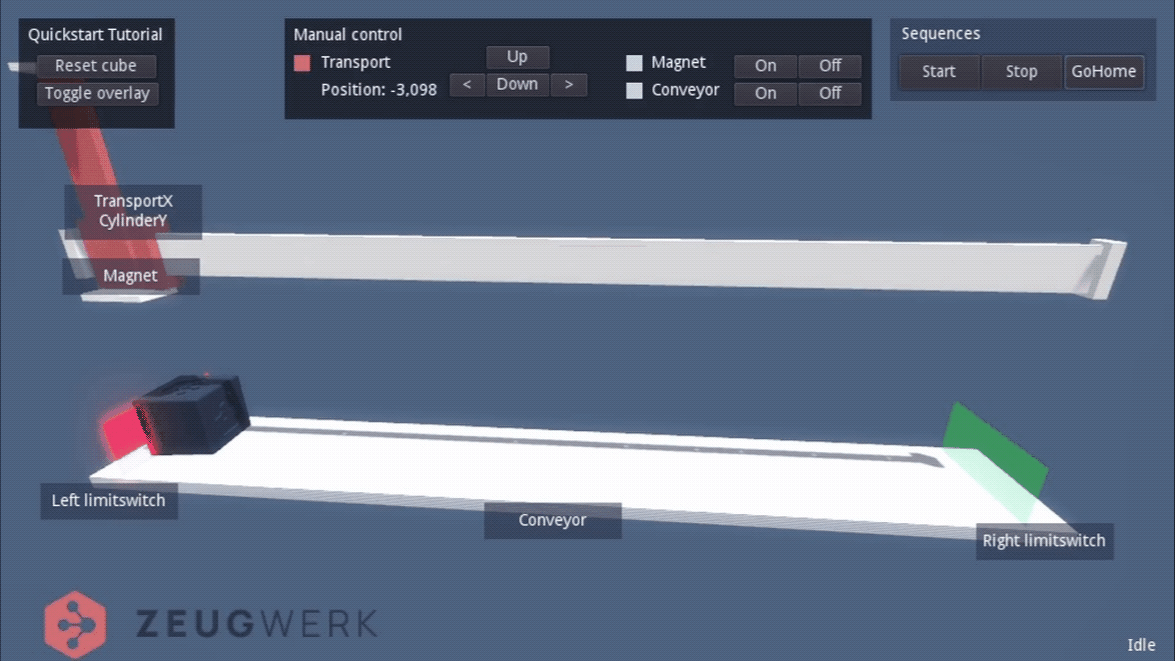 Quickstart Tutorial
Reset cube
Toggle overlay
Manual control
Transport
Position: -3,098
Up
< Down >
Magnet On Off
Conveyor On Off
Sequences
Start Stop GoHome
TransportX
CylinderY
Magnet
Left limitswitch
Conveyor
Right limitswitch
ZEUGWERK
Idle